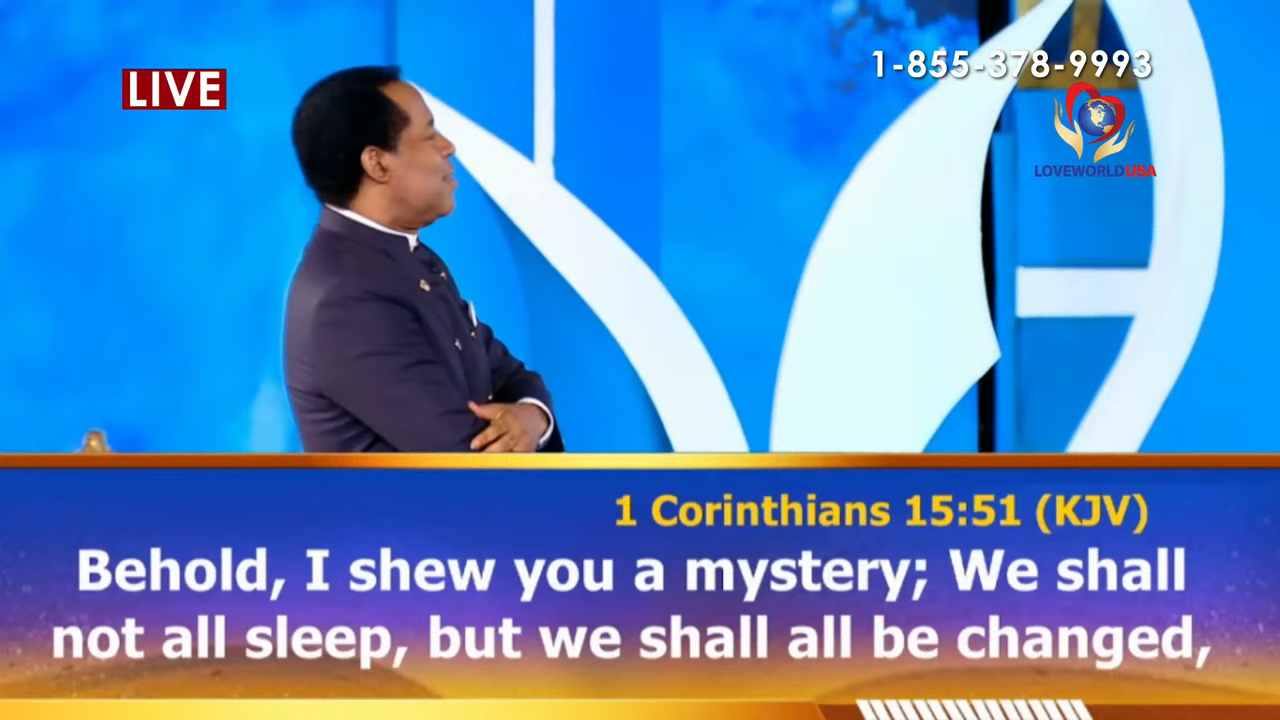 LIVE
1-855-378-9993
LOVEWORLDUSA
1 Corinthians 15:51 (KJV)
Behold, I shew you a mystery; We shall
not all sleep, but we shall all be changed,